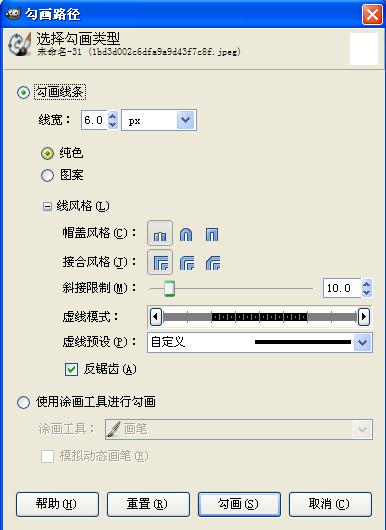 勾画路径
选择勾画类型
未命名-31 (1bd3d002c6dfa9a9d43f7c8f.jpeg)
勾画线条
线宽： 6.0 px
纯色
图案
线风格(L)
帽盖风格(C)：
接合风格(J)：
斜接限制(M)： 10.0
虚线模式：
虚线预设(P)： 自定义
反锯齿(A)
使用涂画工具进行勾画
涂画工具： 画笔
模拟动态画笔(E)
帮助(H) 重置(R) 勾画(S) 取消(C)